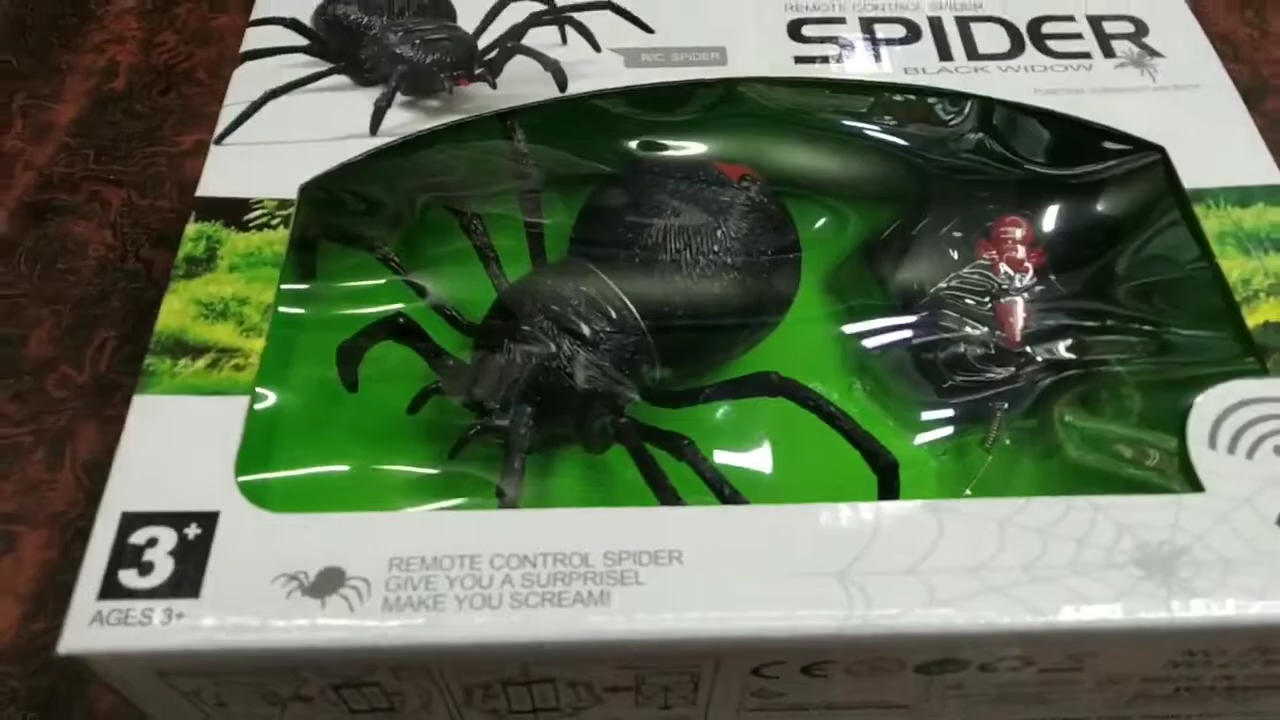 REMOTE CONTROL SPIDER
SPIDER
BLACK WIDOW
R/C SPIDER
3+
AGES 3+
REMOTE CONTROL SPIDER
GIVE YOU A SURPRISEL
MAKE YOU SCREAM!
CE